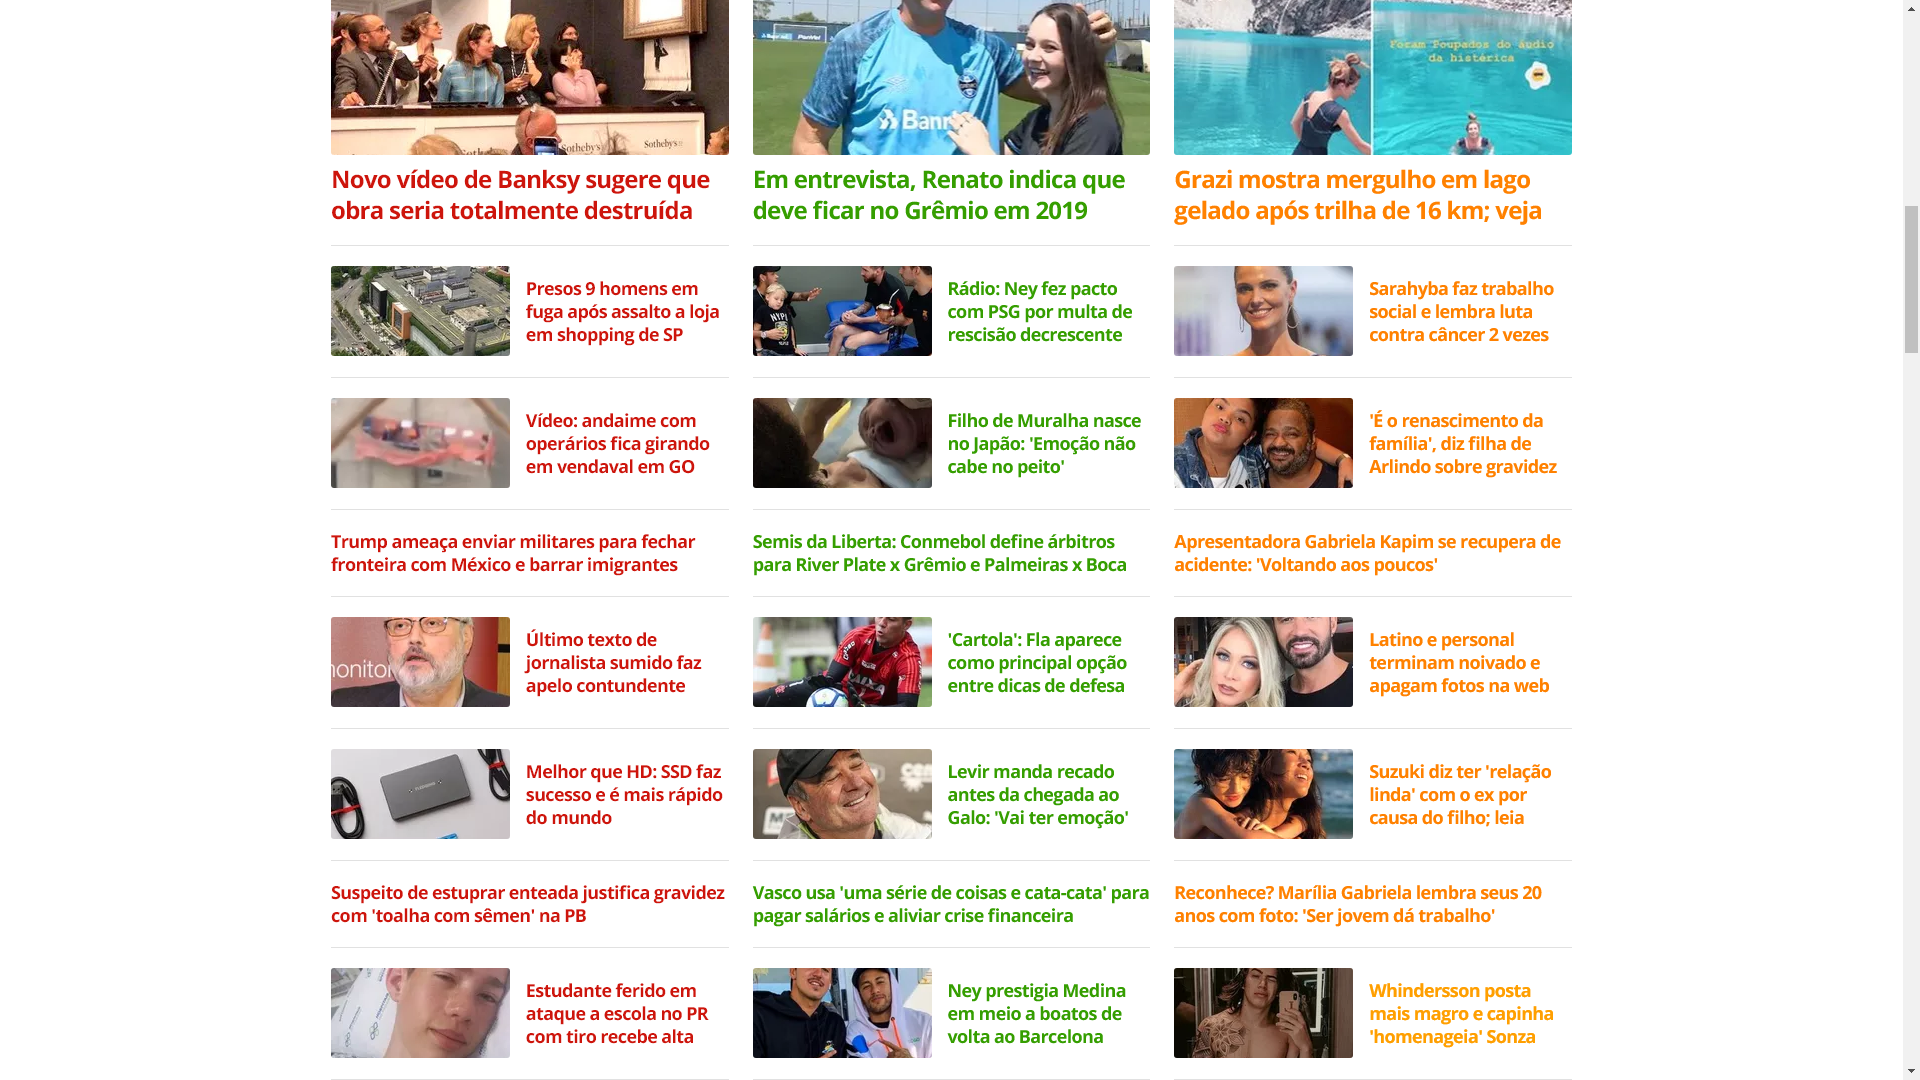 Foram Poupados do áudio
da histérica
Banr
Sotheby's
Sotheby's
Novo vídeo de Banksy sugere que
obra seria totalmente destruída
Em entrevista, Renato indica que
deve ficar no Grêmio em 2019
Grazi mostra mergulho em lago
gelado após trilha de 16 km; veja
Presos 9 homens em
fuga após assalto a loja
em shopping de SP
Rádio: Ney fez pacto
com PSG por multa de
rescisão decrescente
Sarahyba faz trabalho
social e lembra luta
contra câncer 2 vezes
Vídeo: andaime com
operários fica girando
em vendaval em GO
Filho de Muralha nasce
no Japão: 'Emoção não
cabe no peito'
'É o renascimento da
família', diz filha de
Arlindo sobre gravidez
Trump ameaça enviar militares para fechar
fronteira com México e barrar imigrantes
Semis da Liberta: Conmebol define árbitros
para River Plate x Grêmio e Palmeiras x Boca
Apresentadora Gabriela Kapim se recupera de
acidente: 'Voltando aos poucos'
monitor
Último texto de
jornalista sumido faz
apelo contundente
CAIXA
'Cartola': Fla aparece
como principal opção
entre dicas de defesa
Latino e personal
terminam noivado e
apagam fotos na web
Melhor que HD: SSD faz
sucesso e é mais rápido
do mundo
Levir manda recado
antes da chegada ao
Galo: 'Vai ter emoção'
Suzuki diz ter 'relação
linda' com o ex por
causa do filho; leia
Suspeito de estuprar enteada justifica gravidez
com 'toalha com sêmen' na PB
Vasco usa 'uma série de coisas e cata-cata' para
pagar salários e aliviar crise financeira
Reconhece? Marília Gabriela lembra seus 20
anos com foto: 'Ser jovem dá trabalho'
Estudante ferido em
ataque a escola no PR
com tiro recebe alta
Ney prestigia Medina
em meio a boatos de
volta ao Barcelona
Whindersson posta
mais magro e capinha
'homenageia' Sonza